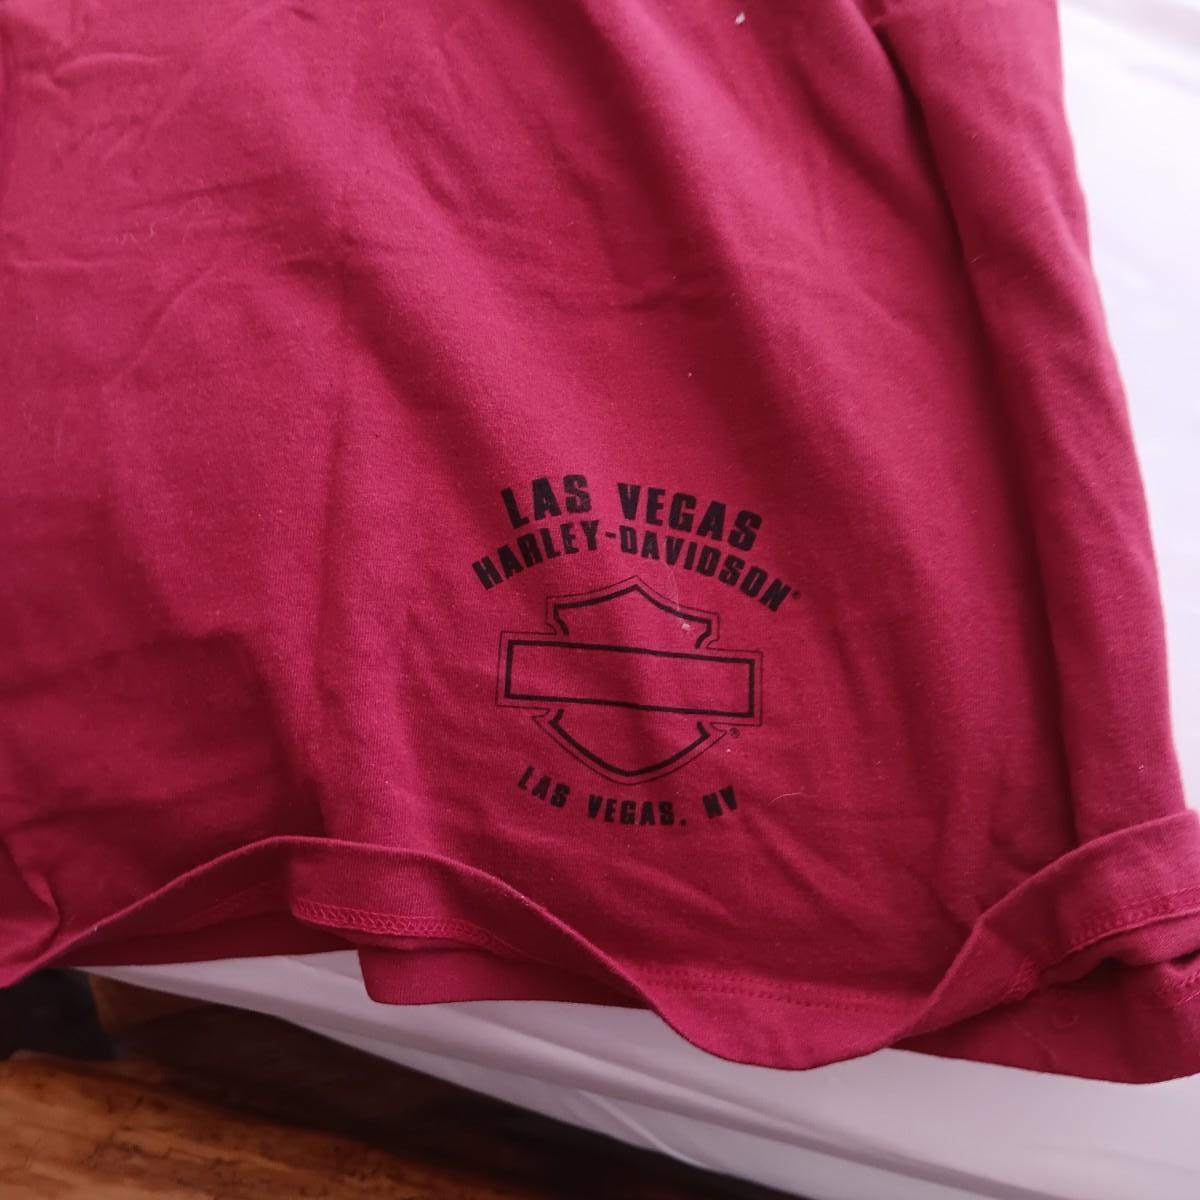 LAS VEGAS
HARLEY-DAVIDSON®
®
LAS VEGAS, NV